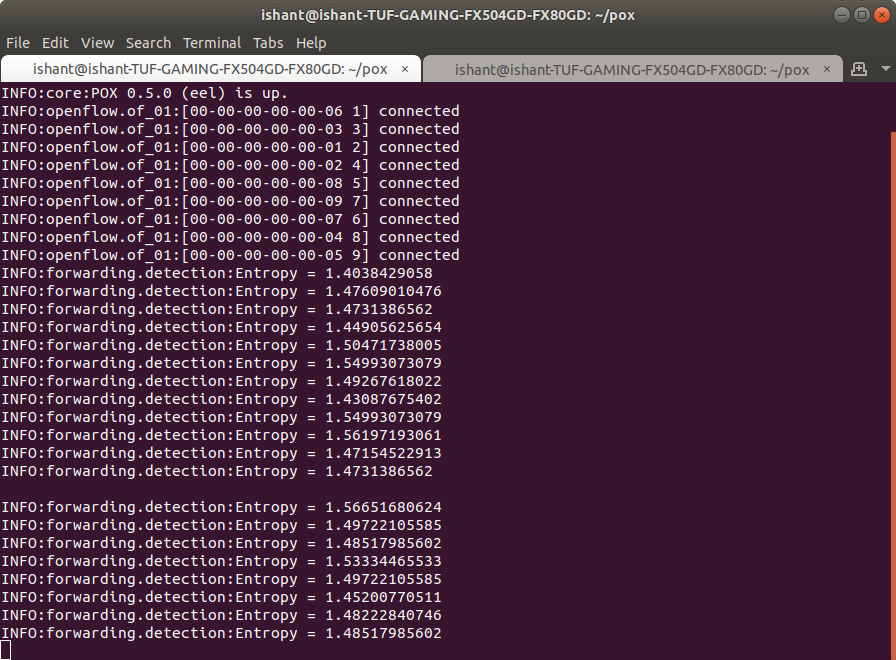 ishant@ishant-TUF-GAMING-FX504GD-FX80GD: ~/pox
File Edit View Search Terminal Tabs Help
ishant@ishant-TUF-GAMING-FX504GD-FX80GD: ~/pox × ishant@ishant-TUF-GAMING-FX504GD-FX80GD: ~/pox ×
INFO:core:POX 0.5.0 (eel) is up.
INFO:openflow.of_01:[00-00-00-00-00-06 1] connected
INFO:openflow.of_01:[00-00-00-00-00-03 3] connected
INFO:openflow.of_01:[00-00-00-00-00-01 2] connected
INFO:openflow.of_01:[00-00-00-00-00-02 4] connected
INFO:openflow.of_01:[00-00-00-00-00-08 5] connected
INFO:openflow.of_01:[00-00-00-00-00-09 7] connected
INFO:openflow.of_01:[00-00-00-00-00-07 6] connected
INFO:openflow.of_01:[00-00-00-00-00-04 8] connected
INFO:openflow.of_01:[00-00-00-00-00-05 9] connected
INFO:forwarding.detection:Entropy = 1.4038429058
INFO:forwarding.detection:Entropy = 1.47609010476
INFO:forwarding.detection:Entropy = 1.4731386562
INFO:forwarding.detection:Entropy = 1.44905625654
INFO:forwarding.detection:Entropy = 1.50471738005
INFO:forwarding.detection:Entropy = 1.54993073079
INFO:forwarding.detection:Entropy = 1.49267618022
INFO:forwarding.detection:Entropy = 1.43087675402
INFO:forwarding.detection:Entropy = 1.54993073079
INFO:forwarding.detection:Entropy = 1.56197193061
INFO:forwarding.detection:Entropy = 1.47154522913
INFO:forwarding.detection:Entropy = 1.4731386562
INFO:forwarding.detection:Entropy = 1.56651680624
INFO:forwarding.detection:Entropy = 1.49722105585
INFO:forwarding.detection:Entropy = 1.48517985602
INFO:forwarding.detection:Entropy = 1.53334465533
INFO:forwarding.detection:Entropy = 1.49722105585
INFO:forwarding.detection:Entropy = 1.45200770511
INFO:forwarding.detection:Entropy = 1.48222840746
INFO:forwarding.detection:Entropy = 1.48517985602